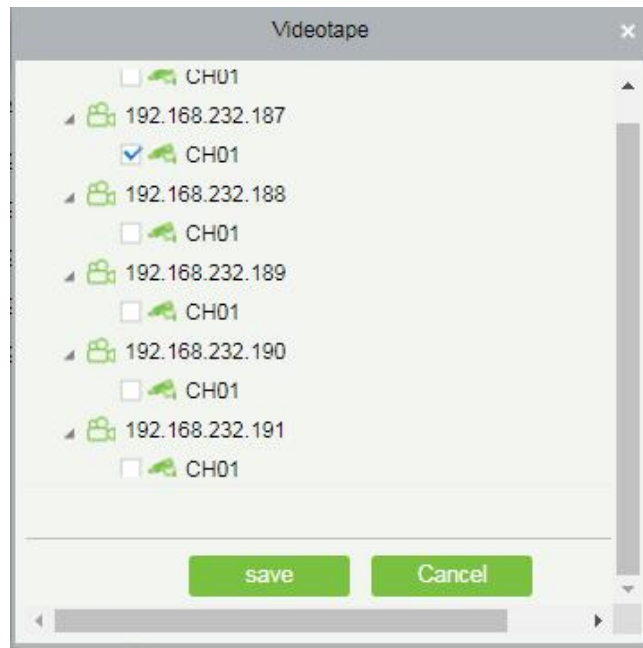 Videotape
CH01
192.168.232.187
CH01
192.168.232.188
CH01
192.168.232.189
CH01
192.168.232.190
CH01
192.168.232.191
CH01
save Cancel